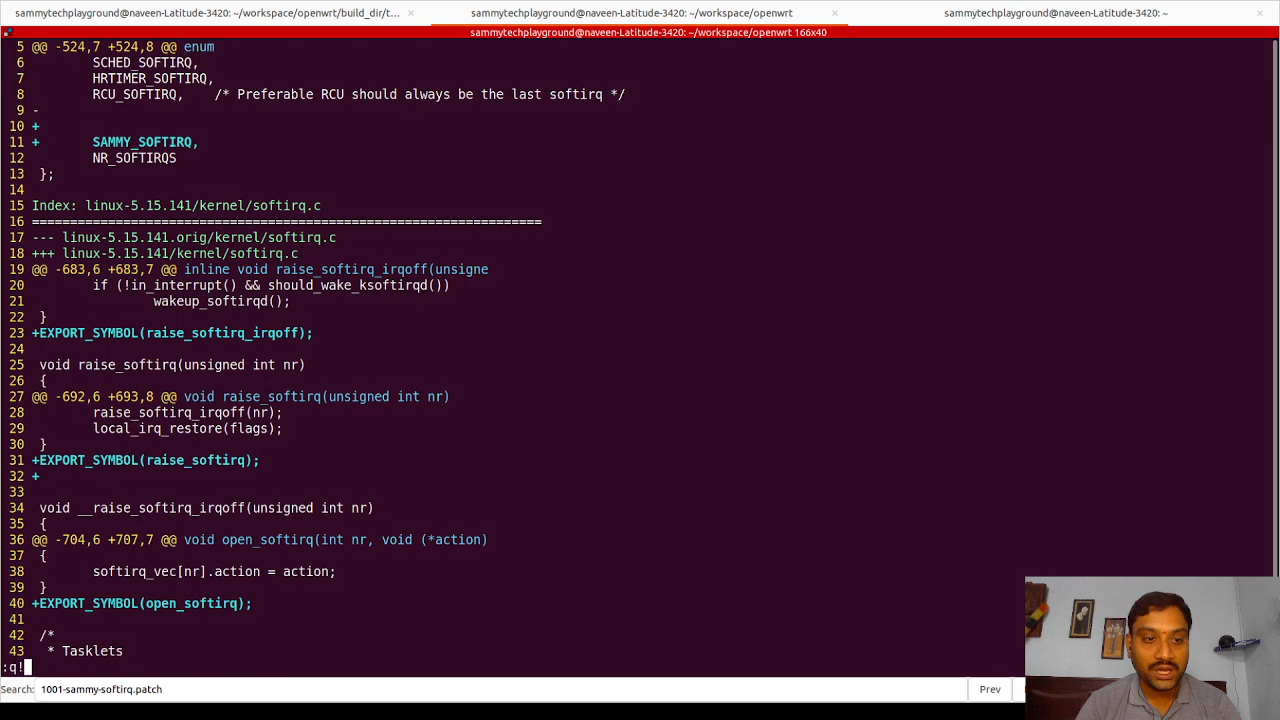 sammytechplayground@naveen-Latitude-3420: ~/workspace/openwrt/build_dir/t...
sammytechplayground@naveen-Latitude-3420: ~/workspace/openwrt
sammytechplayground@naveen-Latitude-3420: ~
sammytechplayground@naveen-Latitude-3420: ~/workspace/openwrt 166x40
5 @@ -524,7 +524,8 @@ enum
6 SCHED_SOFTIRQ,
7 HRTIMER_SOFTIRQ,
8 RCU_SOFTIRQ, /* Preferable RCU should always be the last softirq */
9 -
10 +
11 + SAMMY_SOFTIRQ,
12 NR_SOFTIRQS
13 };
14
15 Index: linux-5.15.141/kernel/softirq.c
16 ===================================================================
17 --- linux-5.15.141.orig/kernel/softirq.c
18 +++ linux-5.15.141/kernel/softirq.c
19 @@ -683,6 +683,7 @@ inline void raise_softirq_irqoff(unsigne
20 if (!in_interrupt() && should_wake_ksoftirqd())
21 wakeup_softirqd();
22 }
23 +EXPORT_SYMBOL(raise_softirq_irqoff);
24
25 void raise_softirq(unsigned int nr)
26 {
27 @@ -692,6 +693,8 @@ void raise_softirq(unsigned int nr)
28 raise_softirq_irqoff(nr);
29 local_irq_restore(flags);
30 }
31 +EXPORT_SYMBOL(raise_softirq);
32 +
33
34 void __raise_softirq_irqoff(unsigned int nr)
35 {
36 @@ -704,6 +707,7 @@ void open_softirq(int nr, void (*action)
37 {
38 softirq_vec[nr].action = action;
39 }
40 +EXPORT_SYMBOL(open_softirq);
41
42 /*
43 * Tasklets
:q!
Search: 1001-sammy-softirq.patch Prev